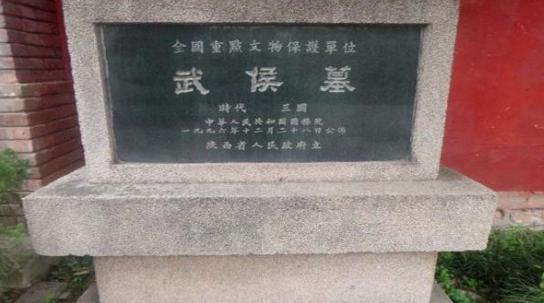 全國重點文物保護單位
武侯墓
時代 三國
中華人民共和國國務院
一九九六年十二月二十八日公佈
陝西省人民政府立